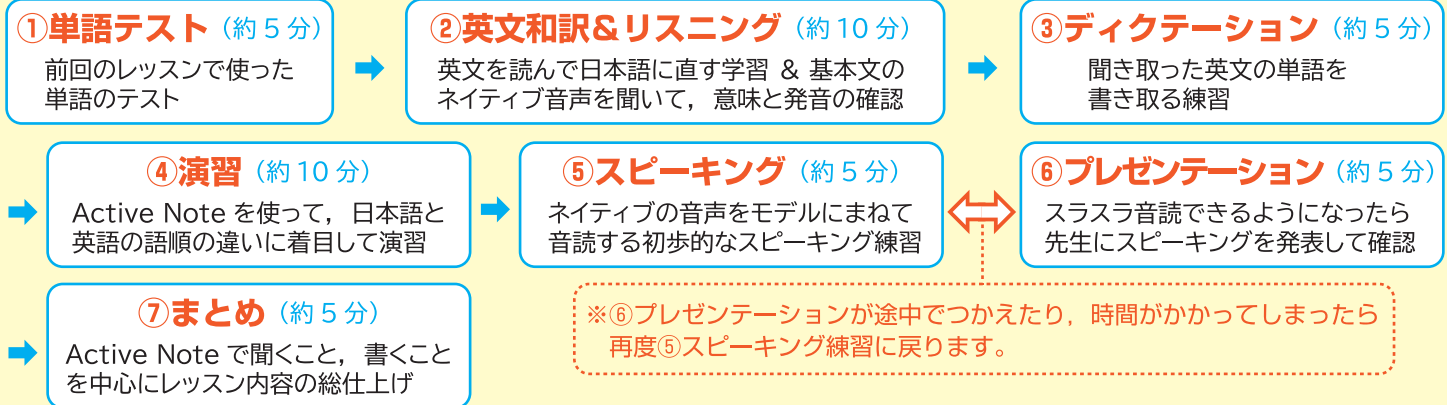 ①単語テスト（約 5 分）
前回のレッスンで使った
単語のテスト
②英文和訳＆リスニング（約 10 分）
英文を読んで日本語に直す学習 ＆ 基本文の
ネイティブ音声を聞いて，意味と発音の確認
③ディクテーション（約 5 分）
聞き取った英文の単語を
書き取る練習
④演習（約 10 分）
Active Note を使って，日本語と
英語の語順の違いに着目して演習
⑤スピーキング（約 5 分）
ネイティブの音声をモデルにまねて
音読する初歩的なスピーキング練習
⑥プレゼンテーション（約 5 分）
スラスラ音読できるようになったら
先生にスピーキングを発表して確認
※⑥プレゼンテーションが途中でつかえたり，時間がかかってしまったら
再度⑤スピーキング練習に戻ります。
⑦まとめ（約 5 分）
Active Note で聞くこと，書くこと
を中心にレッスン内容の総仕上げ